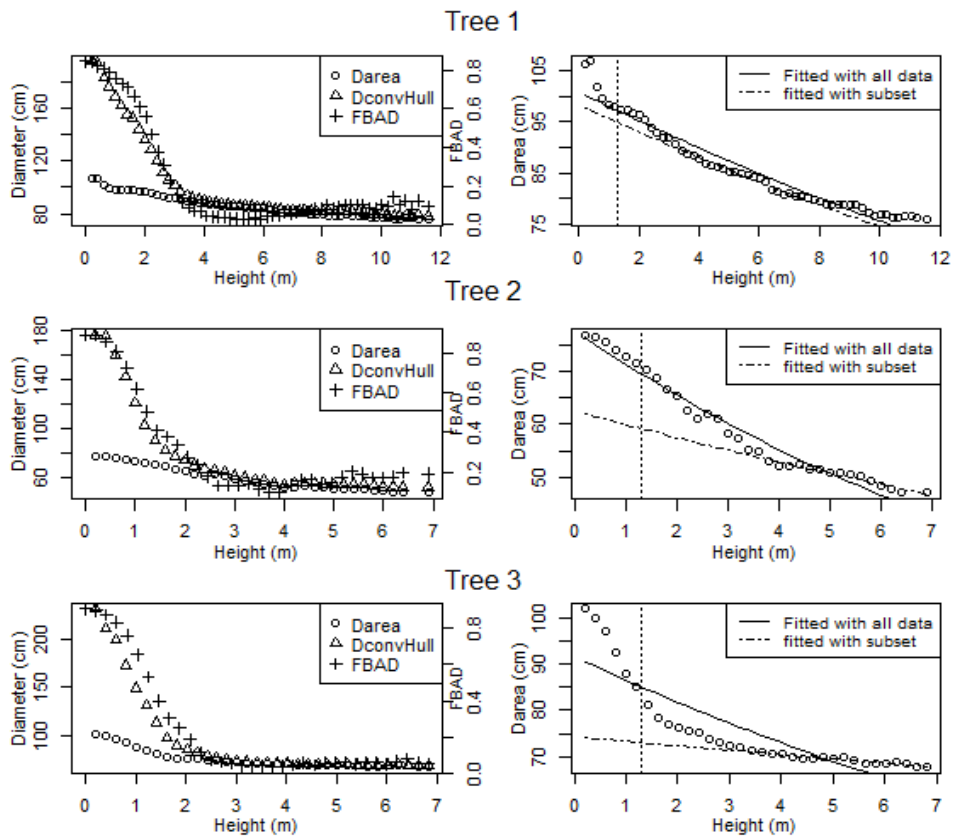 Tree 1
Diameter (cm)
80 120 160
0 2 4 6 8 10 12
Height (m)
0.0 0.2 0.4 0.6 0.8
FBAD
Darea
DconvHull
FBAD
Darea (cm)
75 85 95 105
0 2 4 6 8 10 12
Height (m)
Fitted with all data
fitted with subset
Tree 2
Diameter (cm)
60 80 100 140 180
0 1 2 3 4 5 6 7
Height (m)
0.2 0.4 0.6 0.8
FBAD
Darea
DconvHull
FBAD
Darea (cm)
50 60 70
0 1 2 3 4 5 6 7
Height (m)
Fitted with all data
fitted with subset
Tree 3
Diameter (cm)
100 150 200
0 1 2 3 4 5 6 7
Height (m)
0.0 0.2 0.4 0.8
FBAD
Darea
DconvHull
FBAD
Darea (cm)
70 75 80 85 90 100
0 1 2 3 4 5 6 7
Height (m)
Fitted with all data
fitted with subset